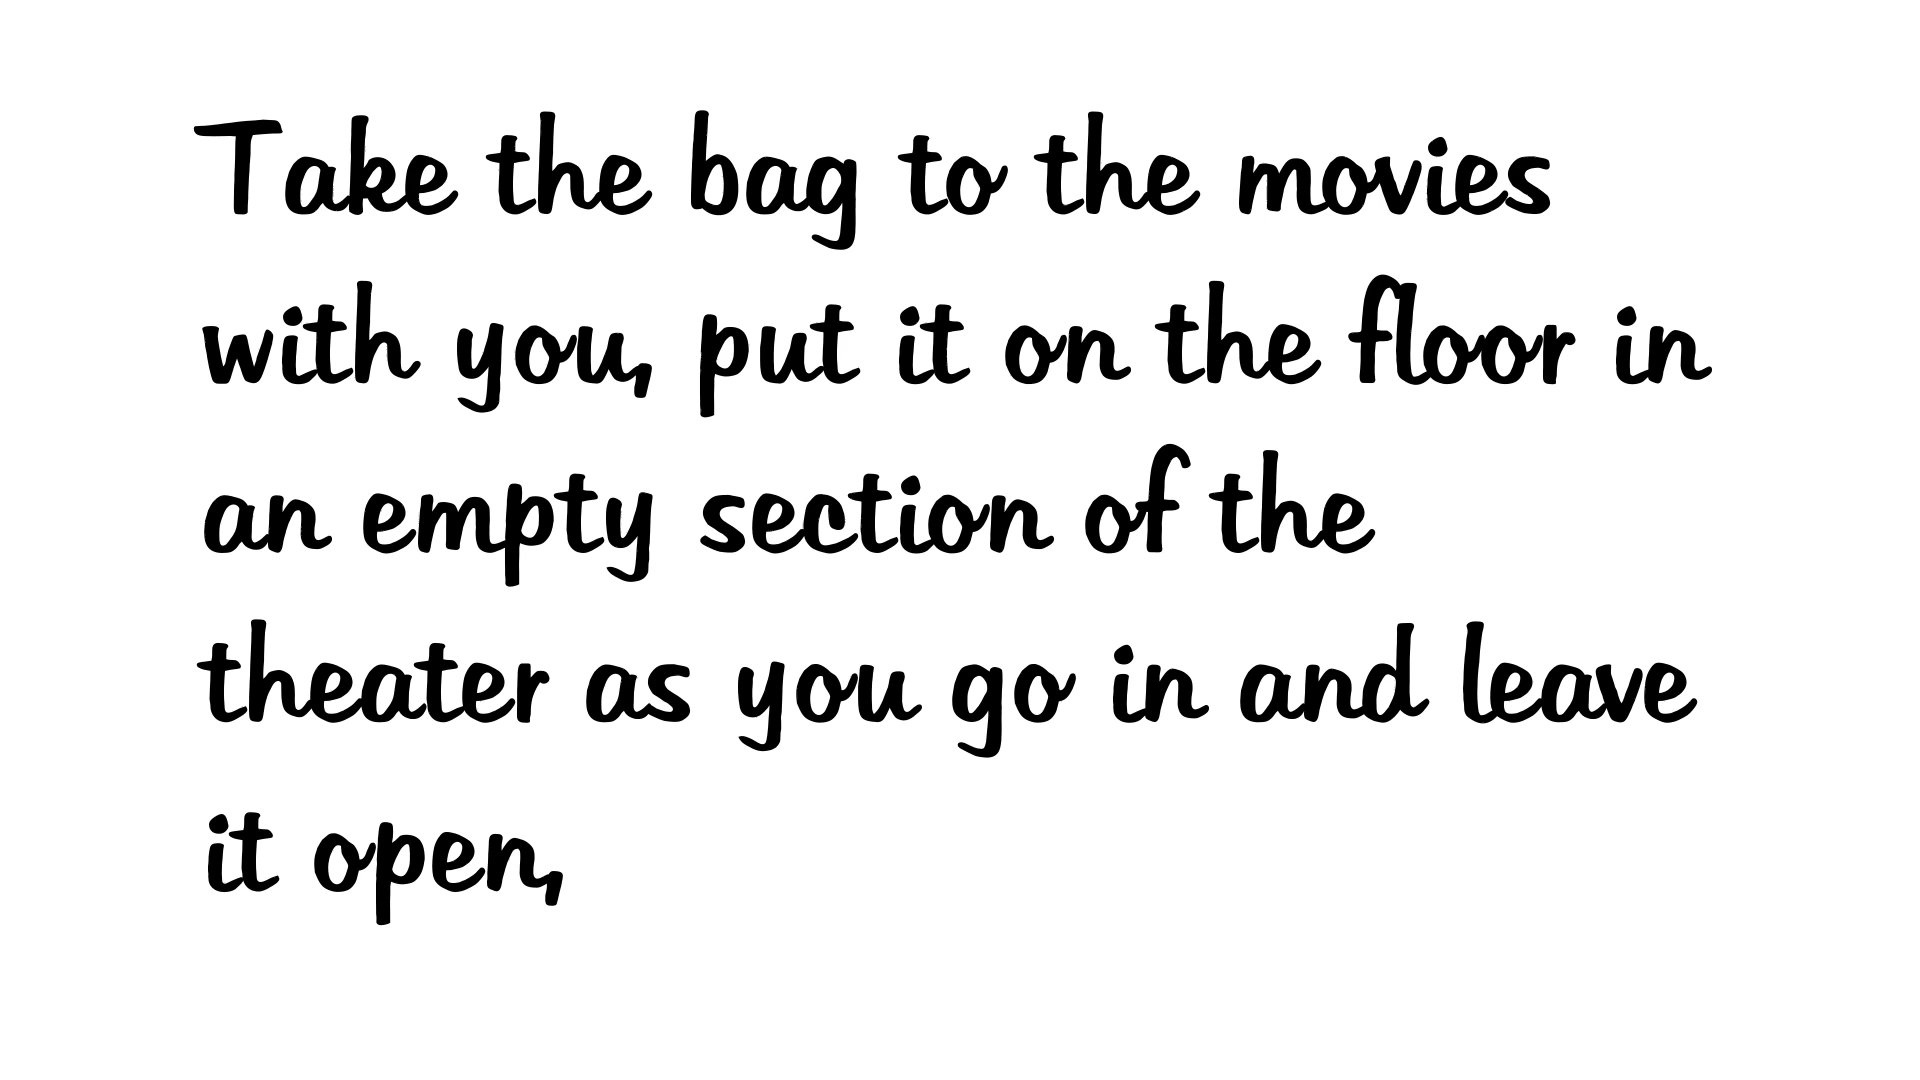 Take the bag to the movies
with you, put it on the floor in
an empty section of the
theater as you go in and leave
it open,